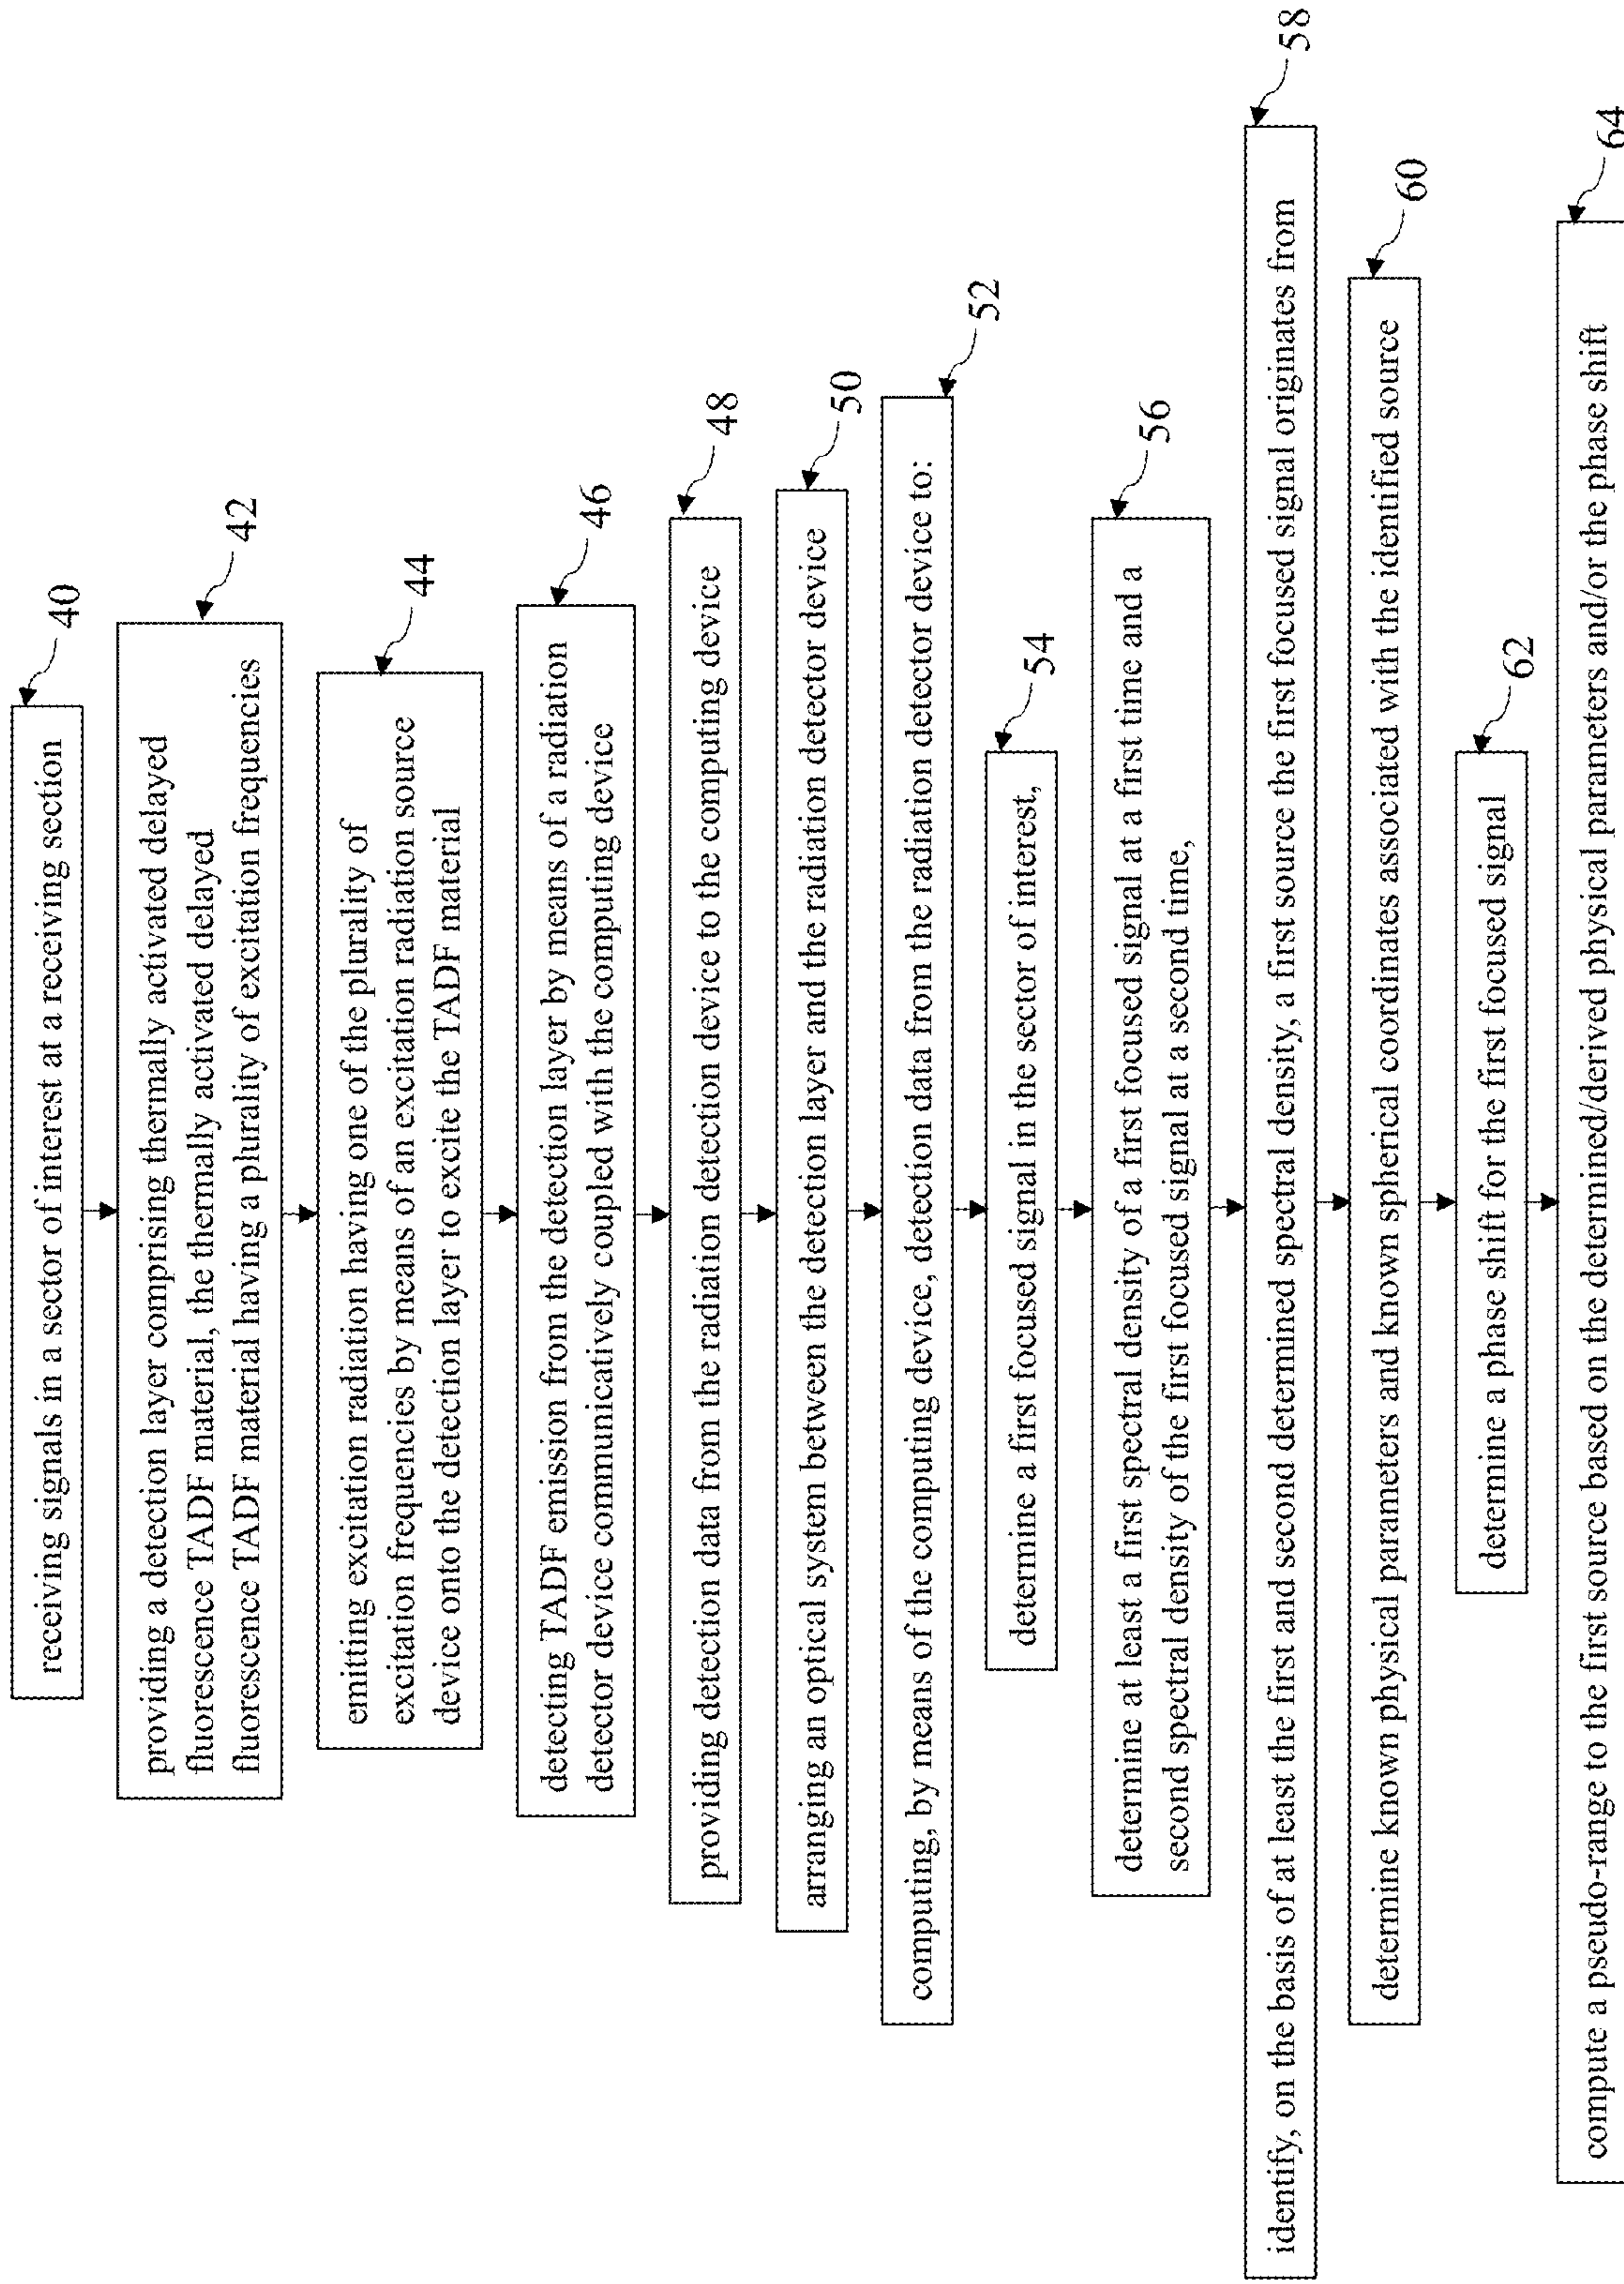 receiving signals in a sector of interest at a receiving section
40
providing a detection layer comprising thermally activated delayed
fluorescence TADF material, the thermally activated delayed
fluorescence TADF material having a plurality of excitation frequencies
42
emitting excitation radiation having one of the plurality of
excitation frequencies by means of an excitation radiation source
device onto the detection layer to excite the TADF material
44
detecting TADF emission from the detection layer by means of a radiation
detector device communicatively coupled with the computing device
46
providing detection data from the radiation detection device to the computing device
48
arranging an optical system between the detection layer and the radiation detector device
50
computing, by means of the computing device, detection data from the radiation detector device to:
52
determine a first focused signal in the sector of interest,
54
determine at least a first spectral density of a first focused signal at a first time and a
second spectral density of the first focused signal at a second time,
56
identify, on the basis of at least the first and second determined spectral density, a first source the first focused signal originates from
58
determine known physical parameters and known spherical coordinates associated with the identified source
60
determine a phase shift for the first focused signal
62
compute a pseudo-range to the first source based on the determined/derived physical parameters and/or the phase shift
64